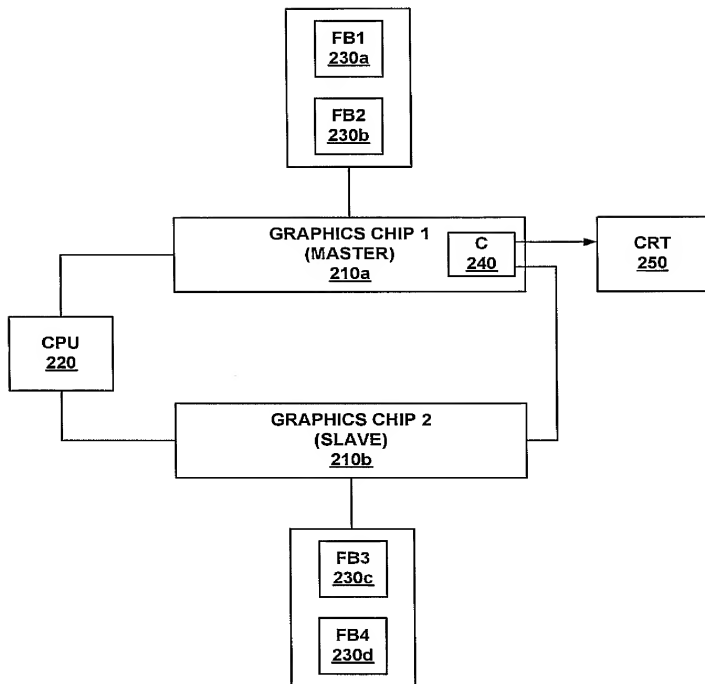 FB1
230a
FB2
230b
GRAPHICS CHIP 1
(MASTER)
210a
C
240
CRT
250
CPU
220
GRAPHICS CHIP 2
(SLAVE)
210b
FB3
230c
FB4
230d